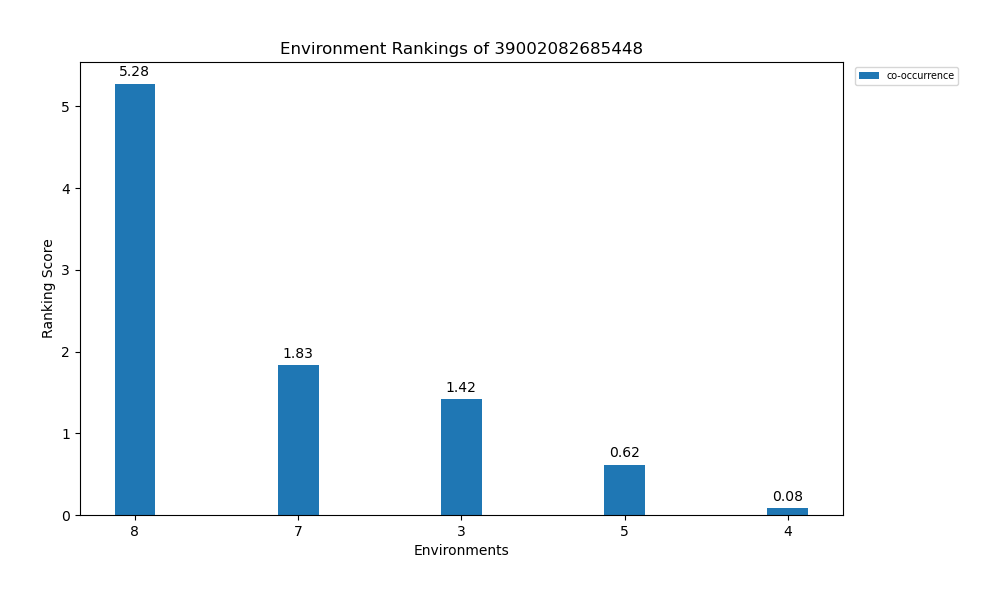 Environment Rankings of 39002082685448
co-occurrence
Ranking Score
5
4
3
2
1
0
5.28
1.83
1.42
0.62
0.08
8 7 3 5 4
Environments